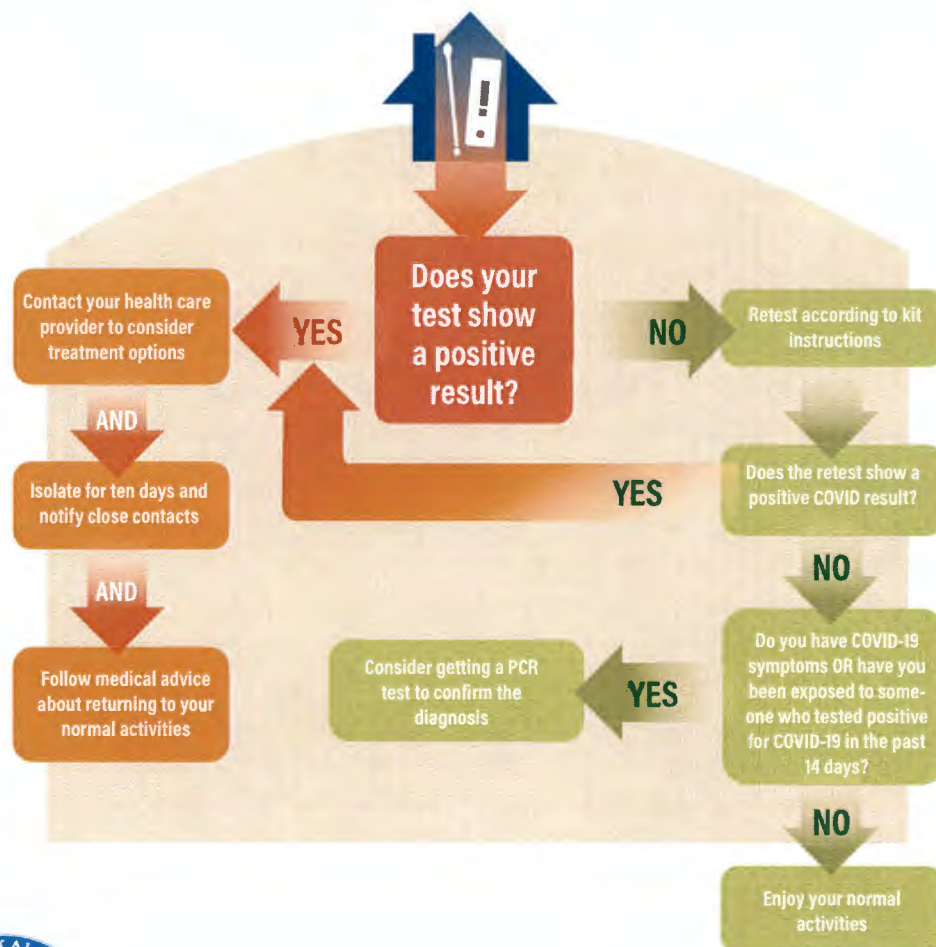 Does your
test show
a positive
result?
YES
Contact your health care
provider to consider
treatment options
AND
Isolate for ten days and
notify close contacts
AND
Follow medical advice
about returning to your
normal activities
NO
Retest according to kit
instructions
Does the retest show a
positive COVID result?
YES
NO
Do you have COVID-19
symptoms OR have you
been exposed to some-
one who tested positive
for COVID-19 in the past
14 days?
YES
Consider getting a PCR
test to confirm the
diagnosis
NO
Enjoy your normal
activities